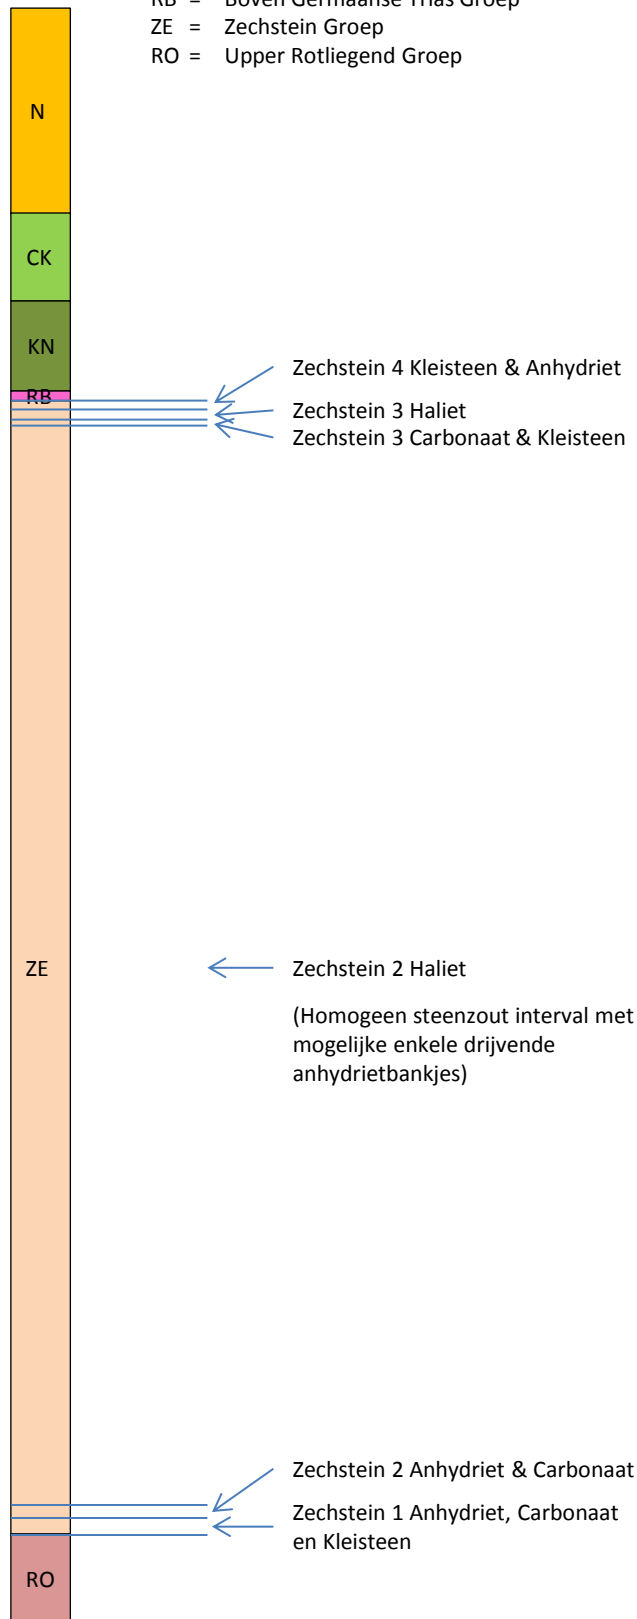 RB = Boven Germaanse Trias Groep
ZE = Zechstein Groep
RO = Upper Rotliegend Groep
N
CK
KN
RB
Zechstein 4 Kleisteen & Anhydriet
Zechstein 3 Haliet
Zechstein 3 Carbonaat & Kleisteen
ZE
Zechstein 2 Haliet
(Homogeen steenzout interval met
mogelijke enkele drijvende
anhydrietbankjes)
Zechstein 2 Anhydriet & Carbonaat
Zechstein 1 Anhydriet, Carbonaat
en Kleisteen
RO